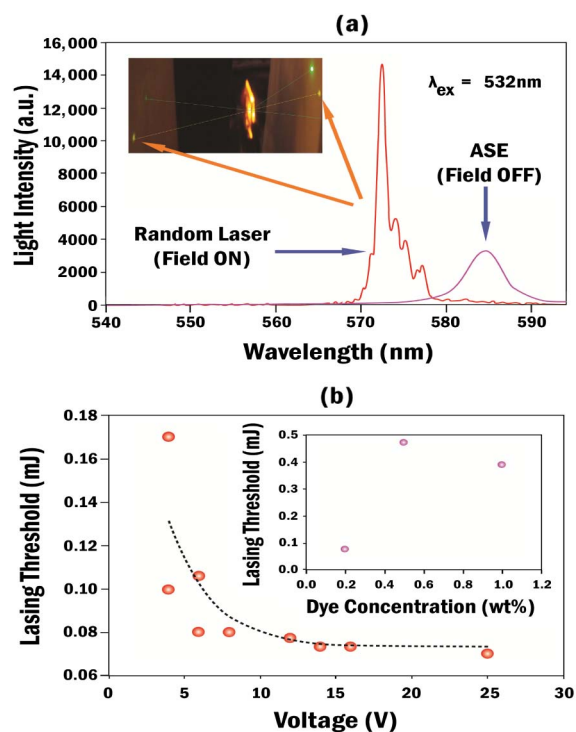 (a)
16,000
14,000
12,000
10,000
8000
6000
4000
2000
0
Light Intensity (a.u.)
λex = 532nm
ASE
(Field OFF)
Random Laser
(Field ON)
540 550 560 570 580 590
Wavelength (nm)
(b)
0.18
0.16
0.14
0.12
0.10
0.08
0.06
Lasing Threshold (mJ)
0.5
0.4
0.3
0.2
0.1
0.0
Lasing Threshold (mJ)
0.0 0.2 0.4 0.6 0.8 1.0 1.2
Dye Concentration (wt%)
0 5 10 15 20 25 30
Voltage (V)